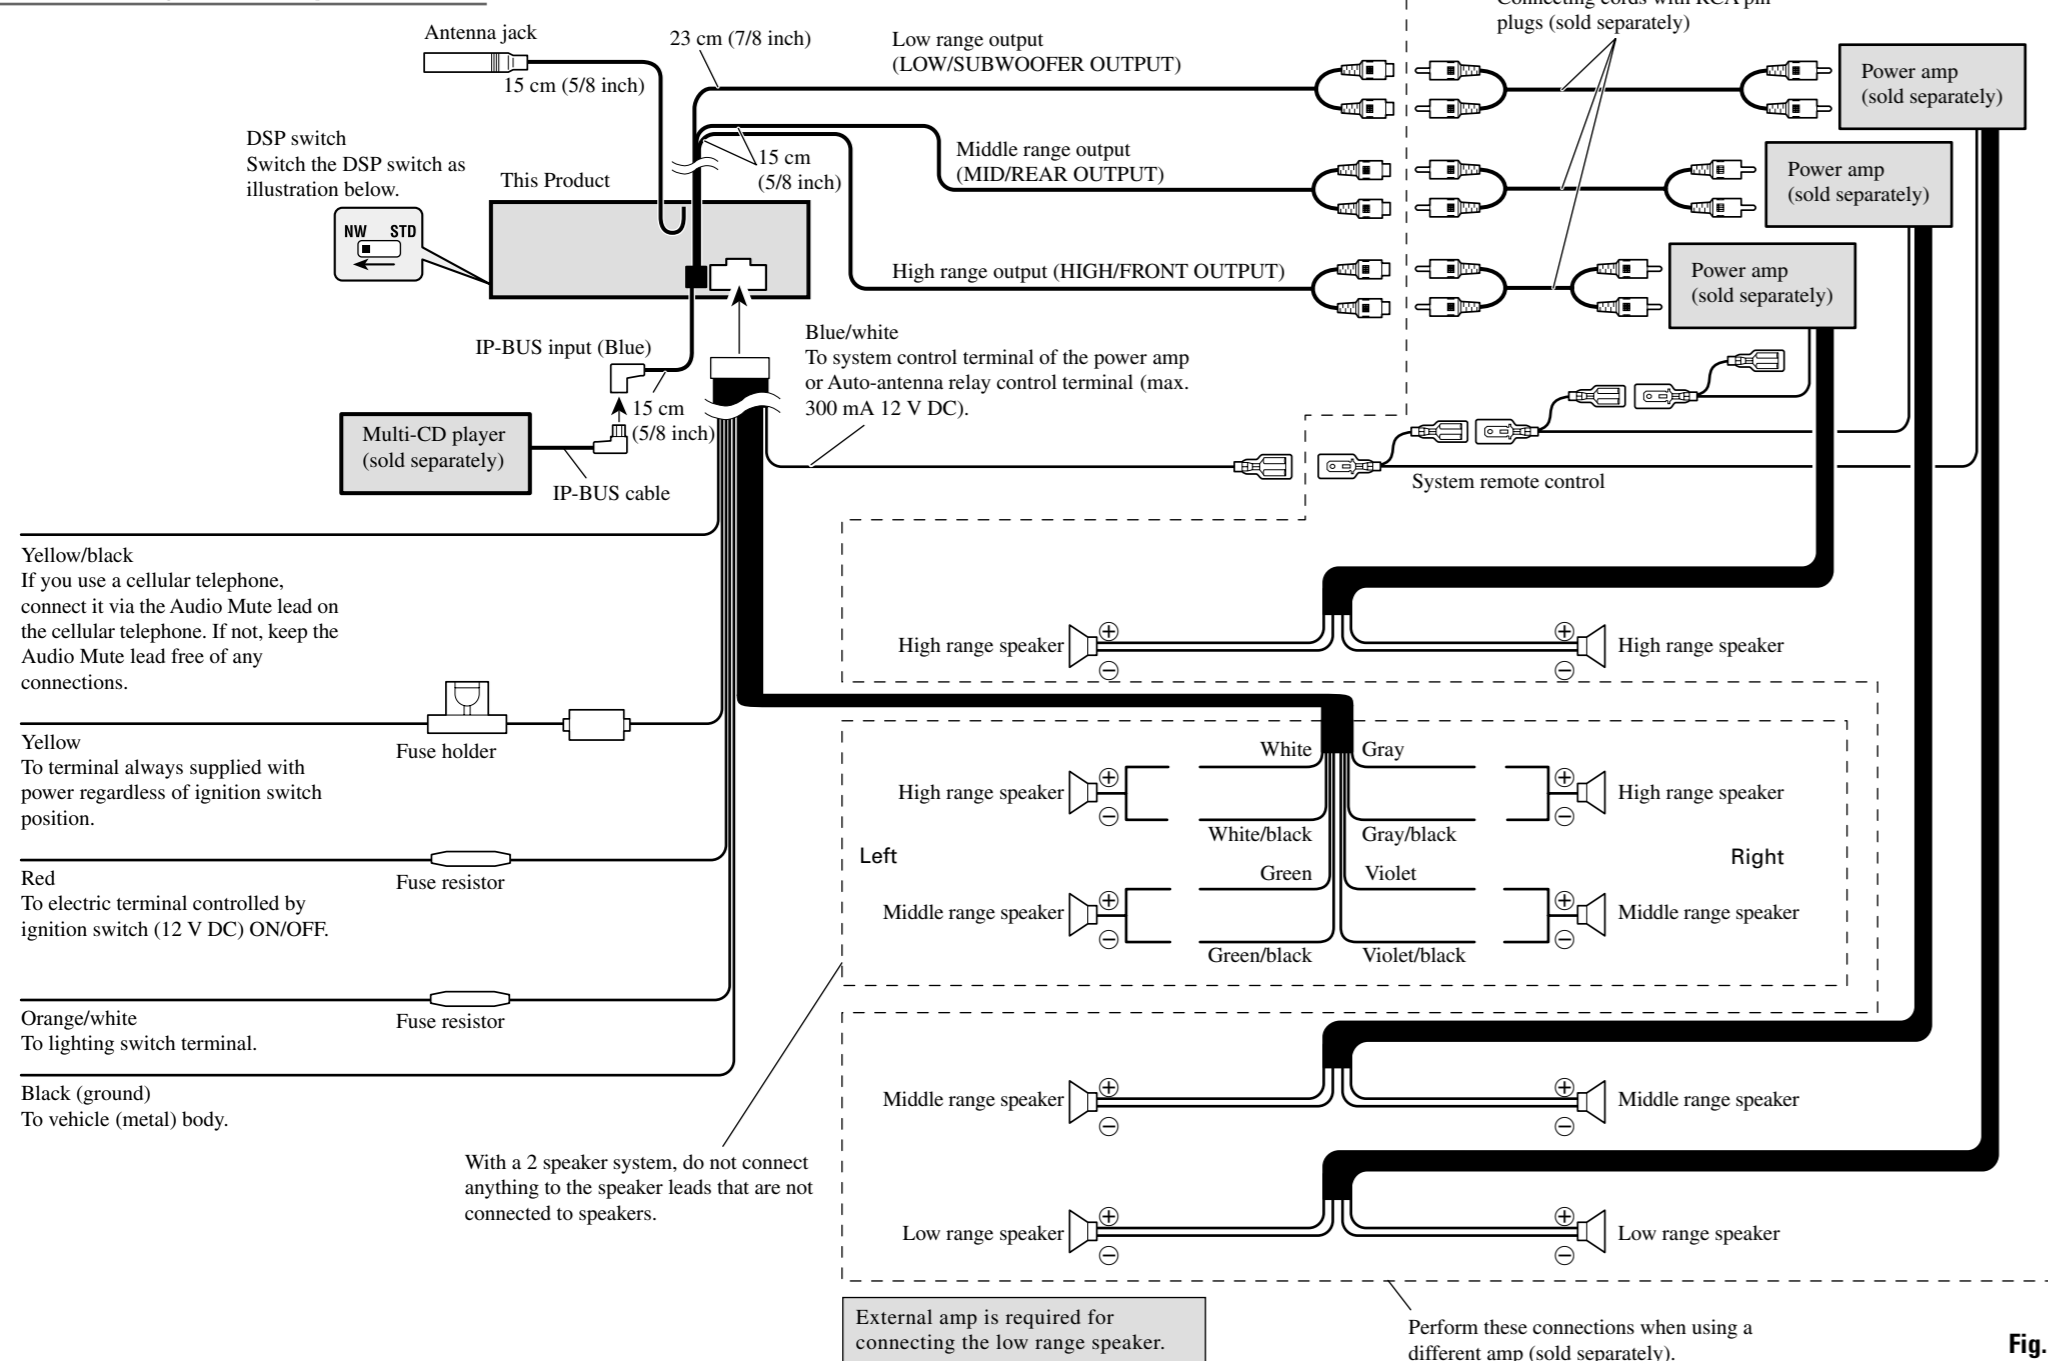 Connecting cords with RCA pin
plugs (sold separately)
Antenna jack
15 cm (5/8 inch)
23 cm (7/8 inch)
Low range output
(LOW/SUBWOOFER OUTPUT)
Power amp
(sold separately)
DSP switch
Switch the DSP switch as
illustration below.
NW STD
This Product
15 cm
(5/8 inch)
Middle range output
(MID/REAR OUTPUT)
Power amp
(sold separately)
High range output (HIGH/FRONT OUTPUT)
Power amp
(sold separately)
IP-BUS input (Blue)
15 cm
(5/8 inch)
Multi-CD player
(sold separately)
IP-BUS cable
Blue/white
To system control terminal of the power amp
or Auto-antenna relay control terminal (max.
300 mA 12 V DC).
System remote control
Yellow/black
If you use a cellular telephone,
connect it via the Audio Mute lead on
the cellular telephone. If not, keep the
Audio Mute lead free of any
connections.
Yellow
To terminal always supplied with
power regardless of ignition switch
position.
Fuse holder
Red
To electric terminal controlled by
ignition switch (12 V DC) ON/OFF.
Fuse resistor
Orange/white
To lighting switch terminal.
Fuse resistor
Black (ground)
To vehicle (metal) body.
High range speaker
⊕
⊖
⊕
⊖
High range speaker
White
Gray
High range speaker
⊕
⊖
⊕
⊖
High range speaker
White/black
Gray/black
Left
Right
Green
Violet
Middle range speaker
⊕
⊖
⊕
⊖
Middle range speaker
Green/black
Violet/black
Middle range speaker
⊕
⊖
⊕
⊖
Middle range speaker
Low range speaker
⊕
⊖
⊕
⊖
Low range speaker
With a 2 speaker system, do not connect
anything to the speaker leads that are not
connected to speakers.
External amp is required for
connecting the low range speaker.
Perform these connections when using a
different amp (sold separately).
Fig.